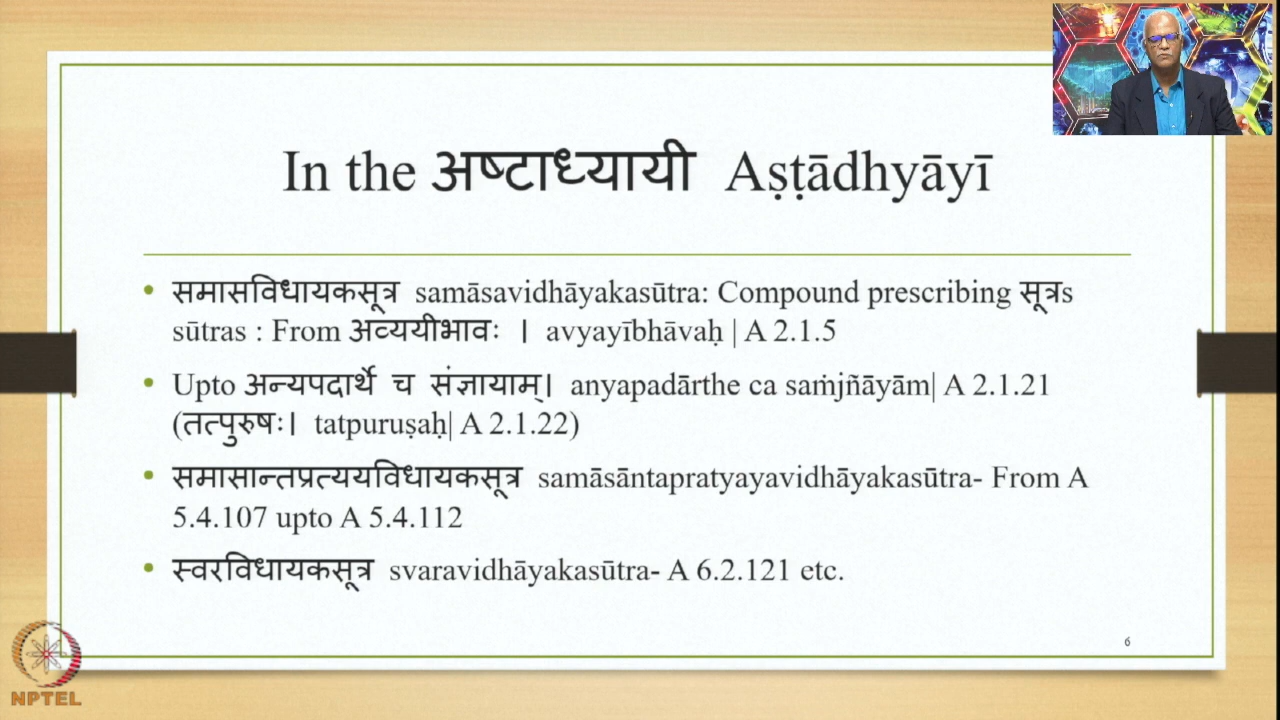 In the अष्टाध्यायी Aṣṭādhyāyī
• समासविधायकसूत्र samāsavidhāyakasūtra: Compound prescribing सूत्रs
sūtras : From अव्ययीभावः । avyayībhāvaḥ | A 2.1.5
• Upto अन्यपदार्थे च संज्ञायाम्। anyapadārthe ca saṁjñāyām| A 2.1.21
(तत्पुरुषः। tatpuruṣaḥ| A 2.1.22)
• समासान्तप्रत्ययविधायकसूत्र samāsāntapratyayavidhāyakasūtra- From A
5.4.107 upto A 5.4.112
• स्वरविधायकसूत्र svaravidhāyakasūtra- A 6.2.121 etc.
6
NPTEL